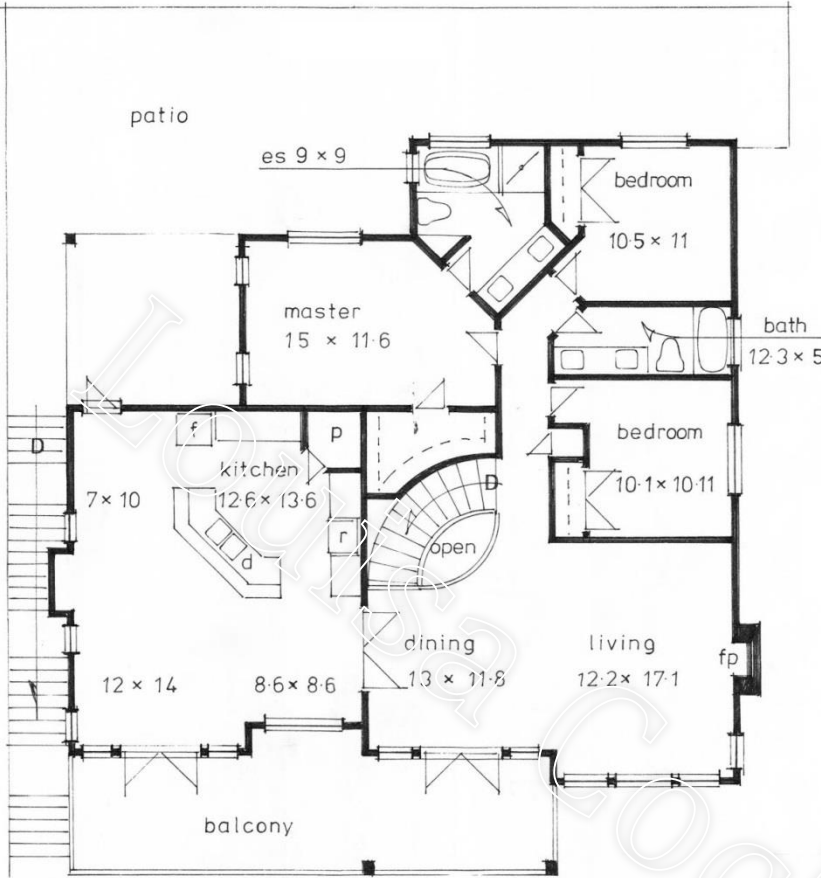 patio
es 9 × 9
bedroom
10·5 × 11
master
15 × 11·6
bath
12·3 × 5
D
f
p
kitchen
12·6 × 13·6
7 × 10
bedroom
10·1 × 10·11
D
r
open
d
dining
13 × 11·8
living
12·2 × 17·1
fp
12 × 14
8·6 × 8·6
balcony
Louisa Coo